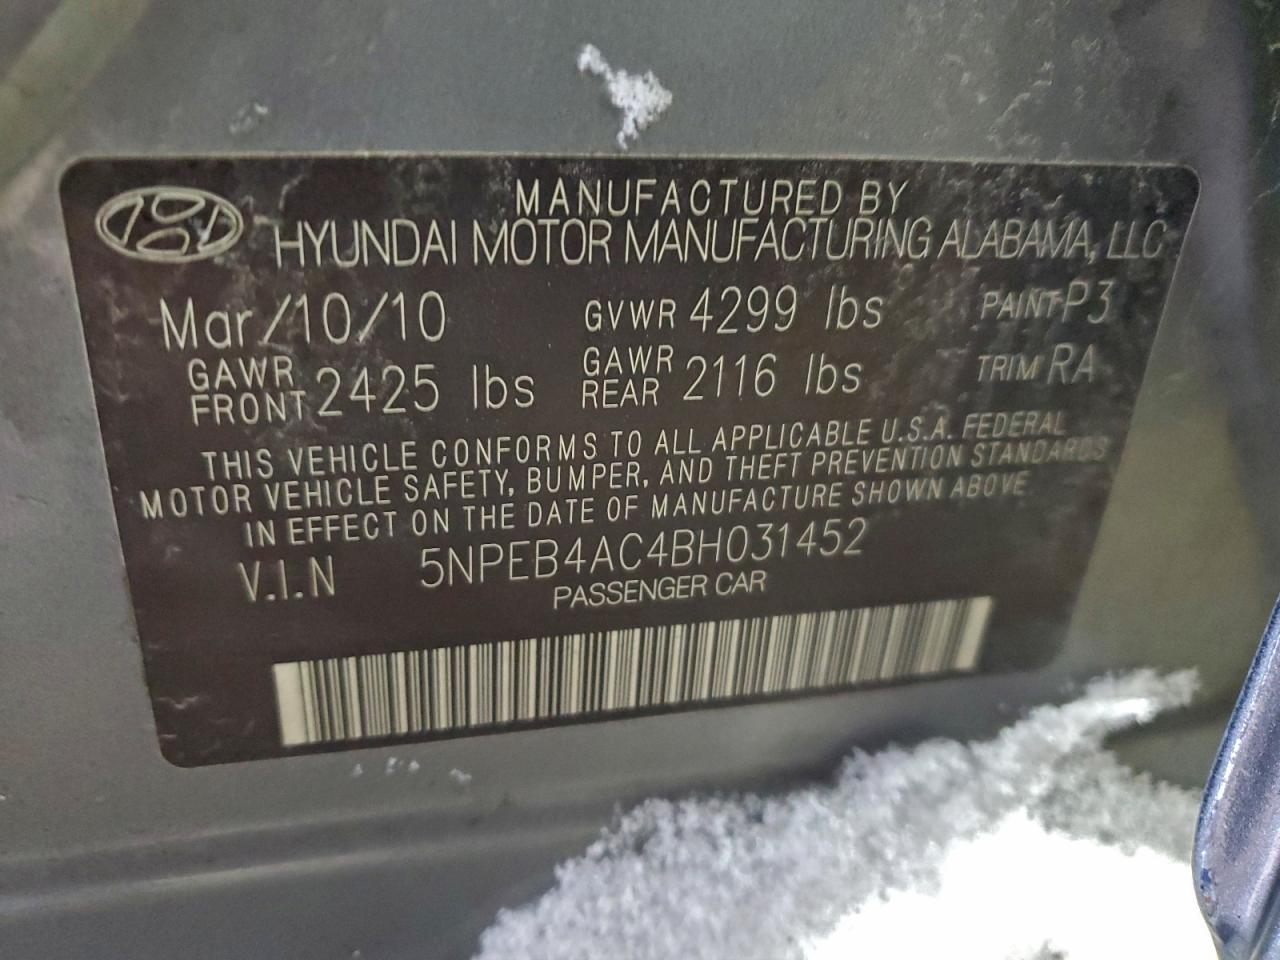 MANUFACTURED BY
HYUNDAI MOTOR MANUFACTURING ALABAMA, LLC
Mar/10/10 GVWR 4299 lbs PAINT P3
GAWR FRONT 2425 lbs GAWR REAR 2116 lbs TRIM RA
THIS VEHICLE CONFORMS TO ALL APPLICABLE U.S.A. FEDERAL
MOTOR VEHICLE SAFETY, BUMPER, AND THEFT PREVENTION STANDARDS
IN EFFECT ON THE DATE OF MANUFACTURE SHOWN ABOVE
V.I.N 5NPEB4AC4BH031452
PASSENGER CAR